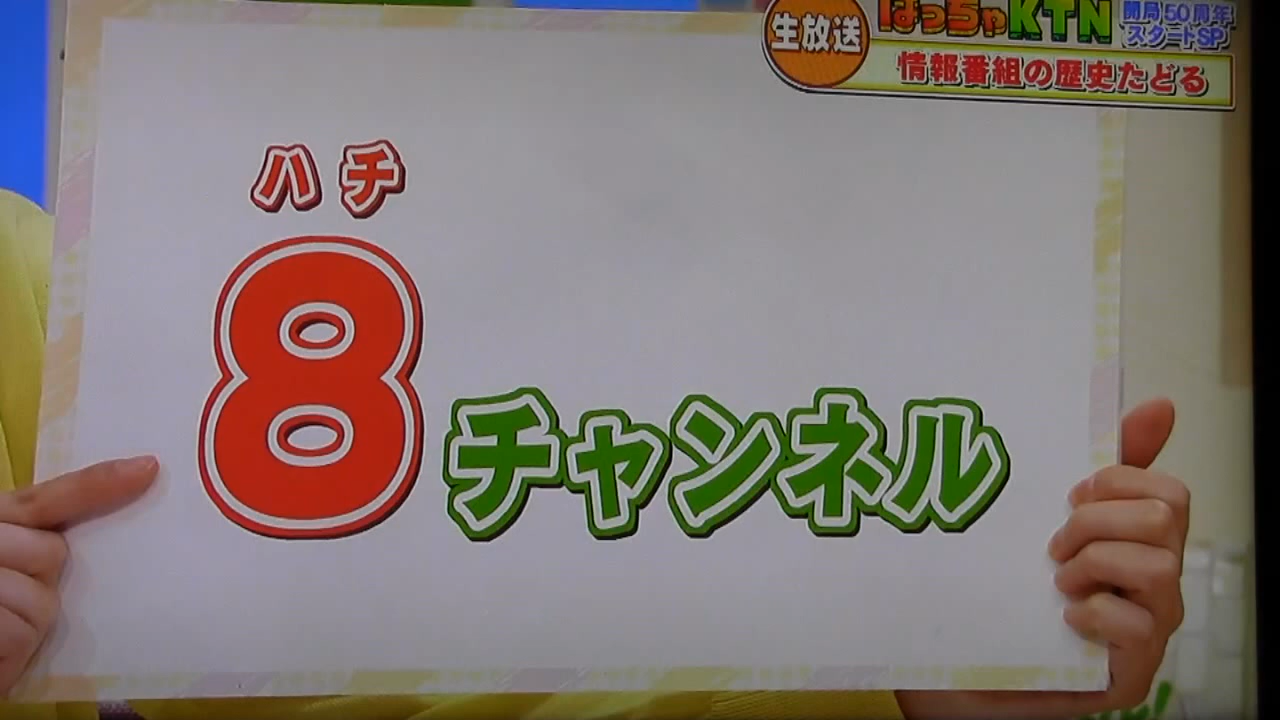 生放送
ばっちゃKTN
開局50周年
スタートSP
情報番組の歴史たどる
ハチ
8チャンネル